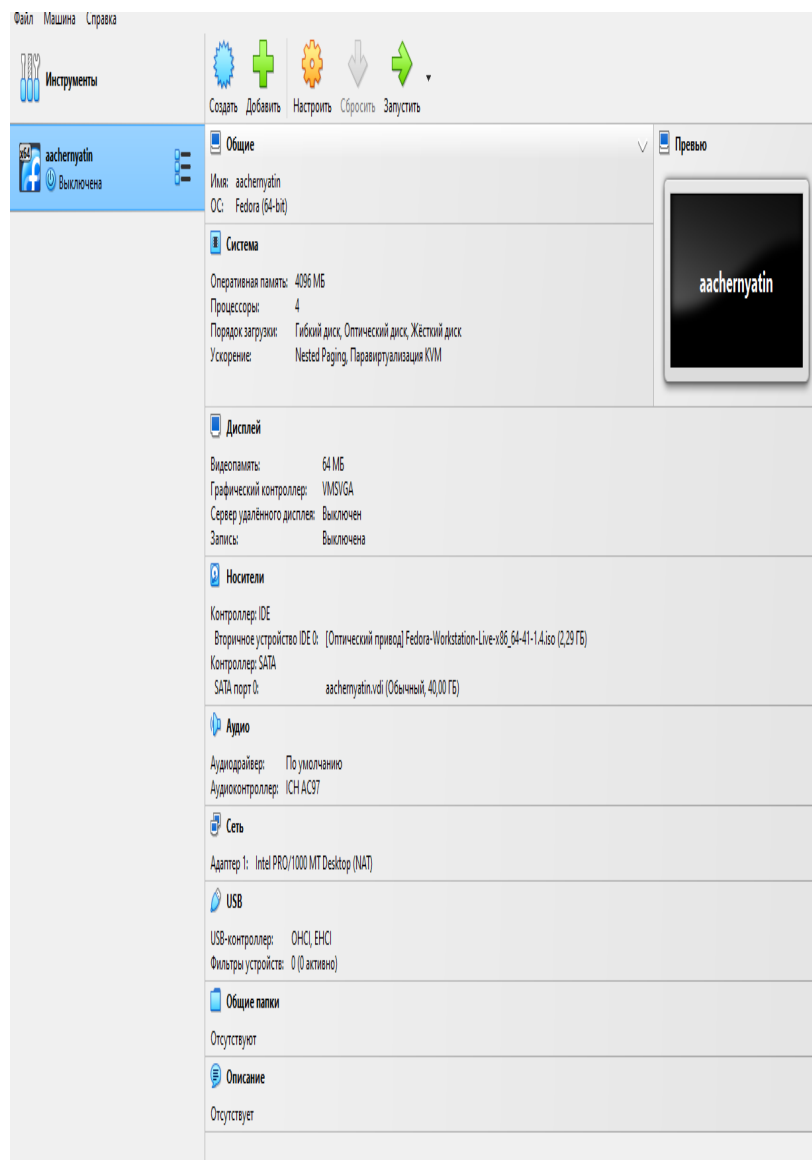 Файл Машина Справка
Инструменты
Создать Добавить Настроить Сбросить Запустить
x64
aachernyatin
Выключена
Общие
Имя: aachernyatin
ОС: Fedora (64-bit)
Превью
aachernyatin
Система
Оперативная память: 4096 МБ
Процессоры: 4
Порядок загрузки: Гибкий диск, Оптический диск, Жёсткий диск
Ускорение: Nested Paging, Паравиртуализация KVM
Дисплей
Видеопамять: 64 МБ
Графический контроллер: VMSVGA
Сервер удалённого дисплея: Выключен
Запись: Выключена
Носители
Контроллер: IDE
Вторичное устройство IDE 0: [Оптический привод] Fedora-Workstation-Live-x86_64-41-1.4.iso (2,29 ГБ)
Контроллер: SATA
SATA порт 0: aachernyatin.vdi (Обычный, 40,00 ГБ)
Аудио
Аудиодрайвер: По умолчанию
Аудиоконтроллер: ICH AC97
Сеть
Адаптер 1: Intel PRO/1000 MT Desktop (NAT)
USB
USB-контроллер: OHCI, EHCI
Фильтры устройств: 0 (0 активно)
Общие папки
Отсутствуют
Описание
Отсутствует